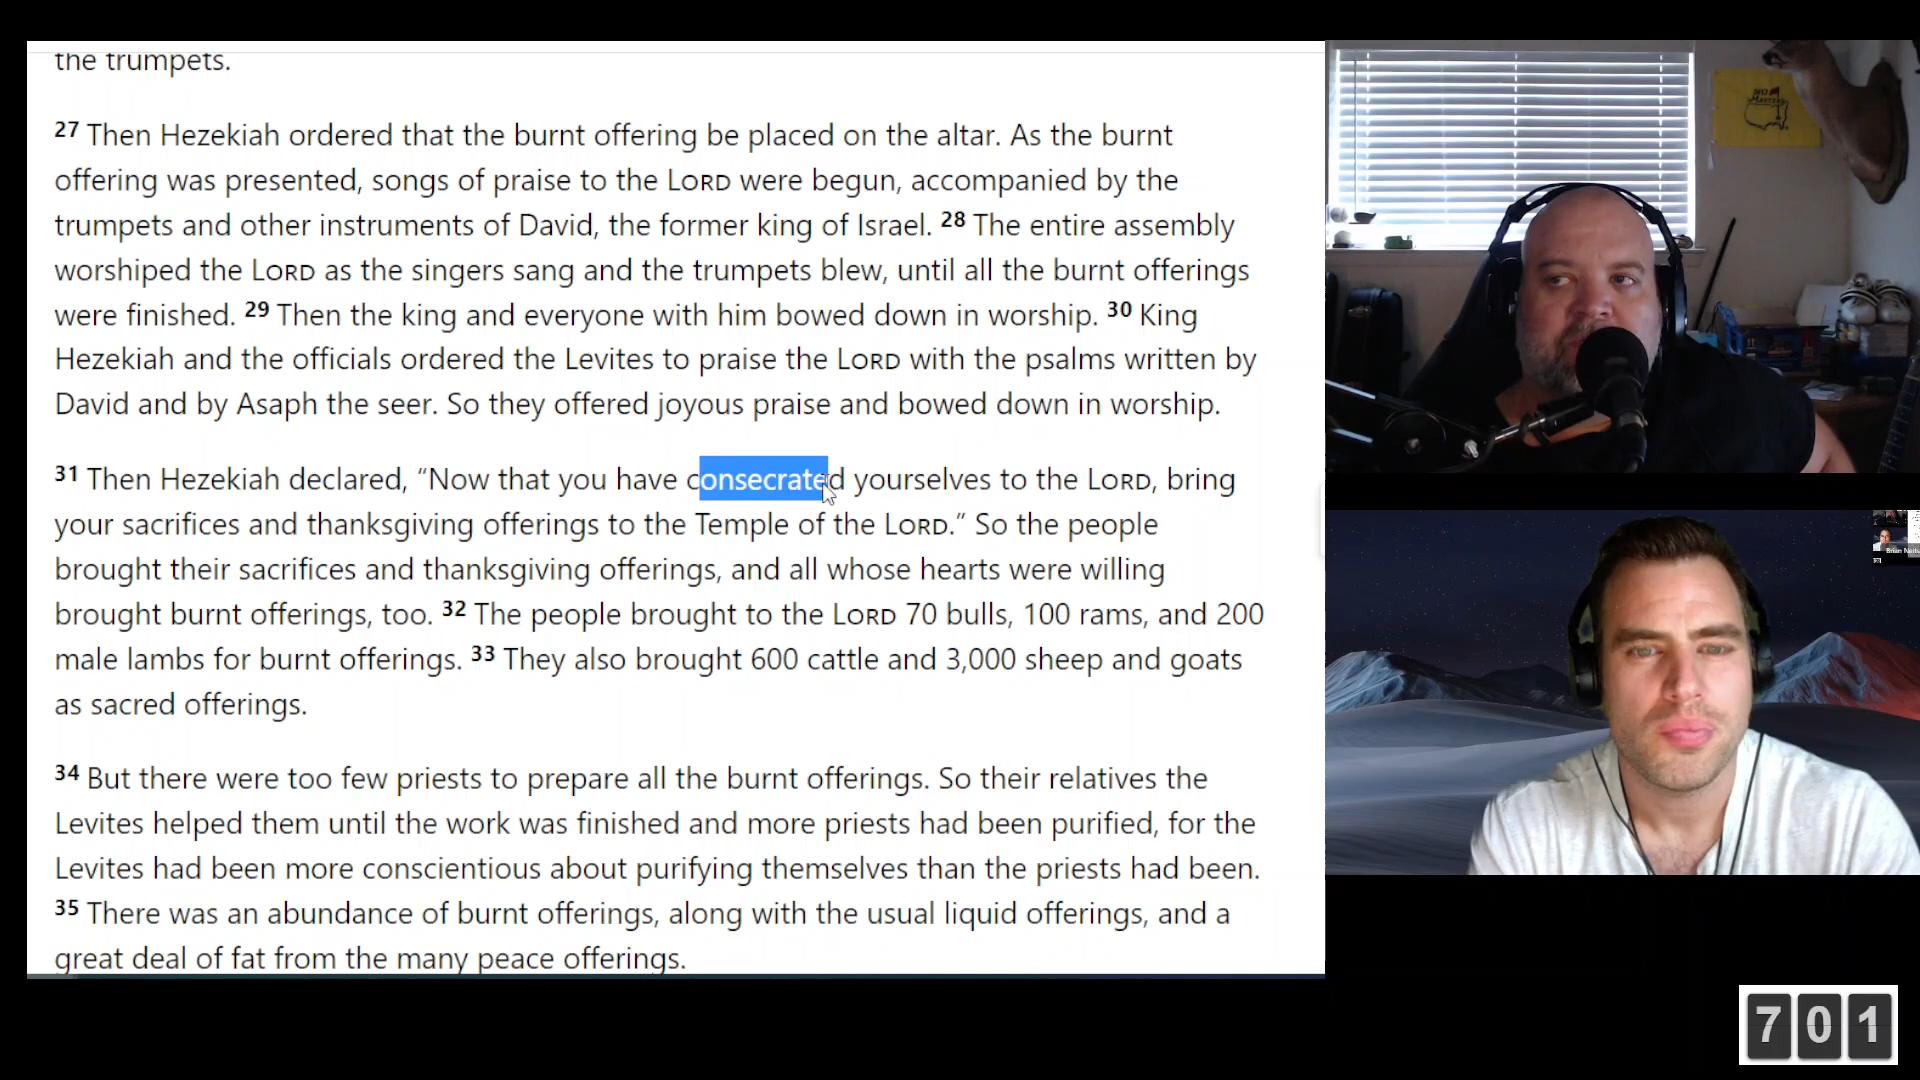 the trumpets.
27 Then Hezekiah ordered that the burnt offering be placed on the altar. As the burnt
offering was presented, songs of praise to the LORD were begun, accompanied by the
trumpets and other instruments of David, the former king of Israel. 28 The entire assembly
worshiped the LORD as the singers sang and the trumpets blew, until all the burnt offerings
were finished. 29 Then the king and everyone with him bowed down in worship. 30 King
Hezekiah and the officials ordered the Levites to praise the LORD with the psalms written by
David and by Asaph the seer. So they offered joyous praise and bowed down in worship.
31 Then Hezekiah declared, “Now that you have consecrated yourselves to the LORD, bring
your sacrifices and thanksgiving offerings to the Temple of the LORD.” So the people
brought their sacrifices and thanksgiving offerings, and all whose hearts were willing
brought burnt offerings, too. 32 The people brought to the LORD 70 bulls, 100 rams, and 200
male lambs for burnt offerings. 33 They also brought 600 cattle and 3,000 sheep and goats
as sacred offerings.
34 But there were too few priests to prepare all the burnt offerings. So their relatives the
Levites helped them until the work was finished and more priests had been purified, for the
Levites had been more conscientious about purifying themselves than the priests had been.
35 There was an abundance of burnt offerings, along with the usual liquid offerings, and a
great deal of fat from the many peace offerings.
MASTERS
Brian
701